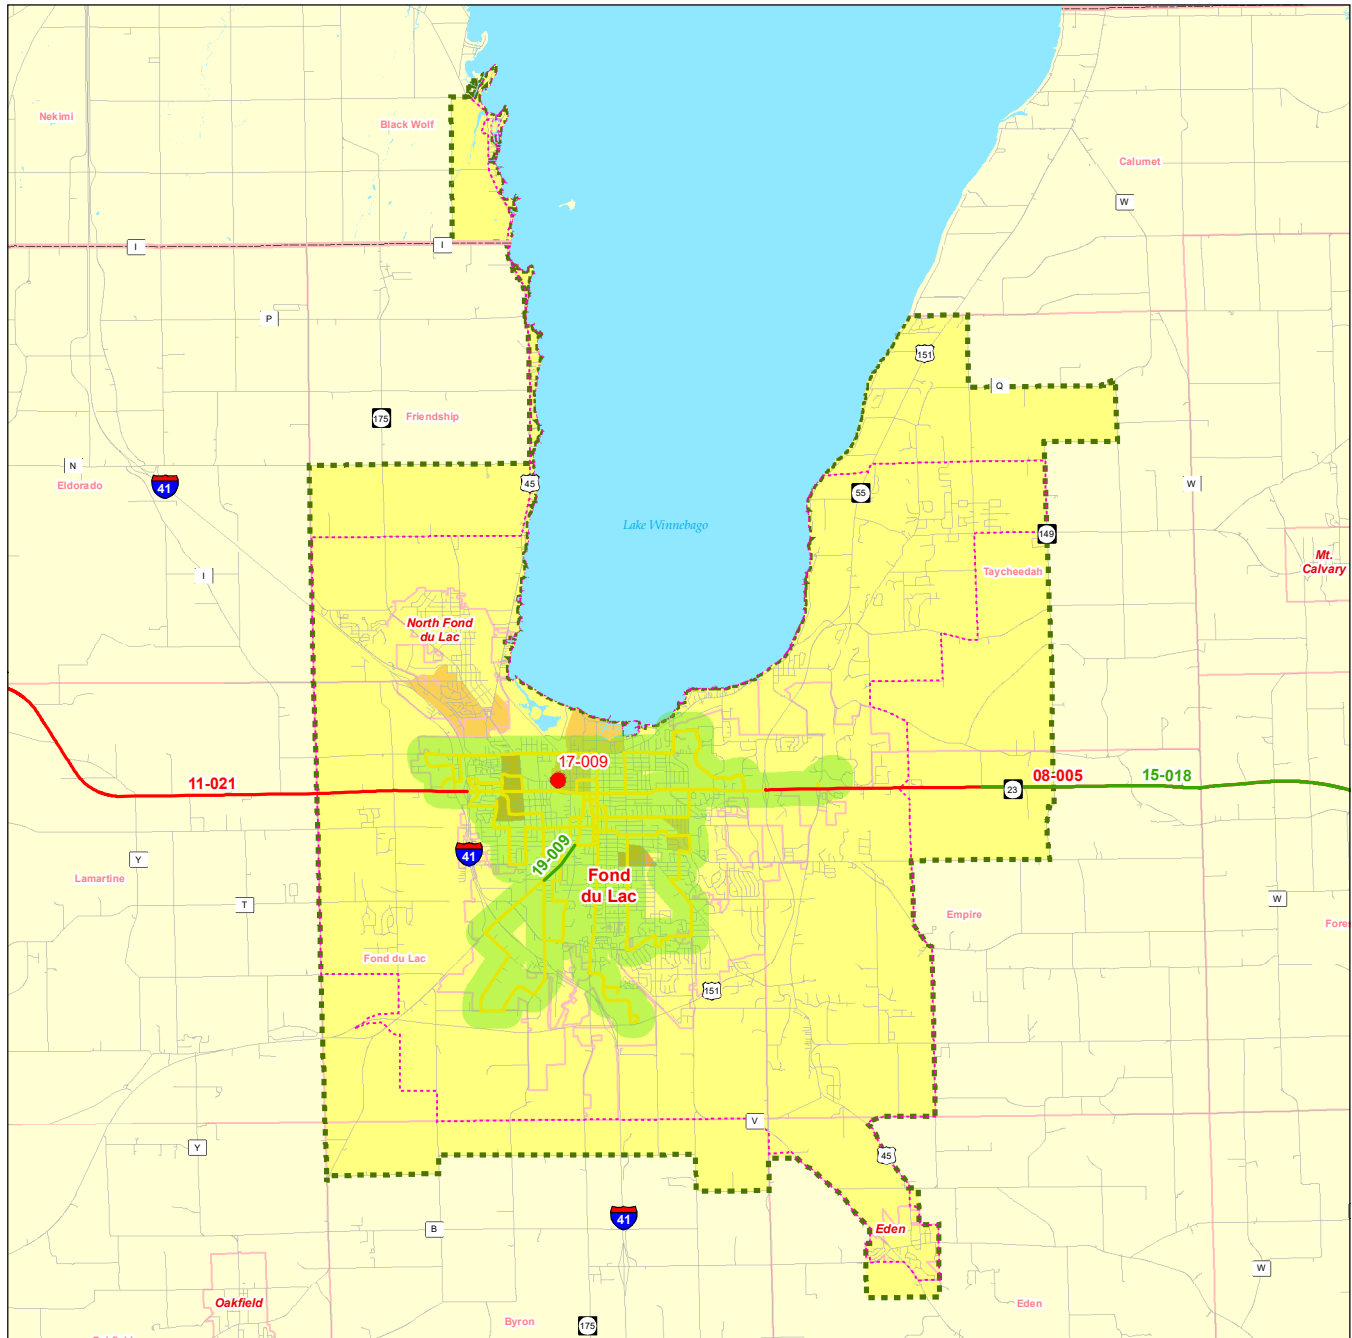 Nekimi
Black Wolf
Calumet
W
I
I
P
151
Q
175
Friendship
N
Eldorado
41
45
W
55
Lake Winnebago
149
Mt.
Calvary
I
Taycheedah
North Fond
du Lac
17-009
11-021
08-005
15-018
23
41
Y
19-009
Lamartine
Fond
du Lac
T
W
Empire
Fond du Lac
151
V
Y
45
41
B
Eden
W
Oakfield
Eden
Byron
175